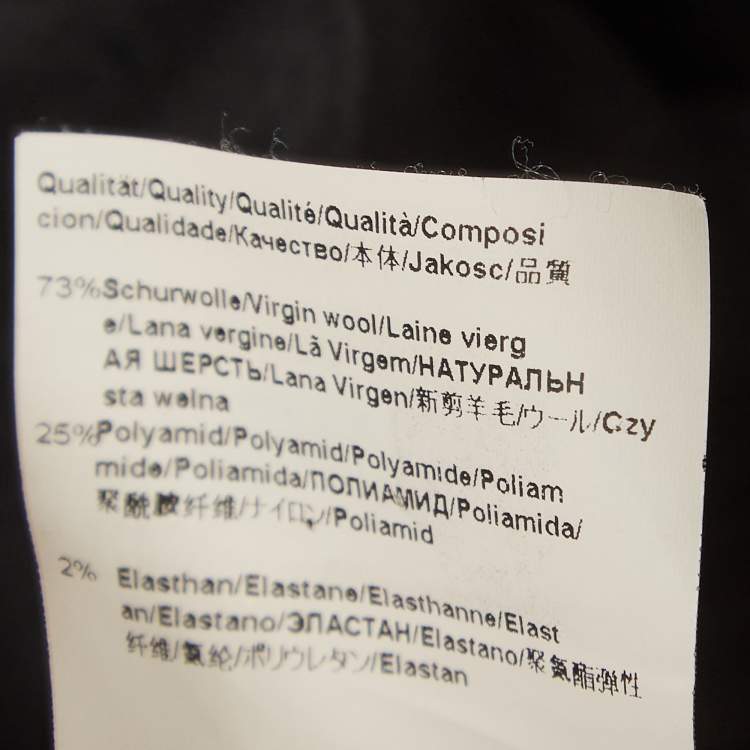 Qualität/Quality/Qualité/Qualità/Composi
cion/Qualidade/Качество/本体/Jakosc/品質
73%Schurwolle/Virgin wool/Laine vierg
e/Lana vergine/Lã Virgem/НАТУРАЛЬН
АЯ ШЕРСТЬ/Lana Virgen/新剪羊毛/ウール/Czy
sta welna
25%Polyamid/Polyamid/Polyamide/Poliam
mide/Poliamida/ПОЛИАМИД/Poliamida/
聚酰胺纤维/ナイロン/Poliamid
2% Elasthan/Elastane/Elasthanne/Elast
an/Elastano/ЭЛАСТАН/Elastano/聚氨酯弹性
纤维/氨纶/ポリウレタン/Elastan